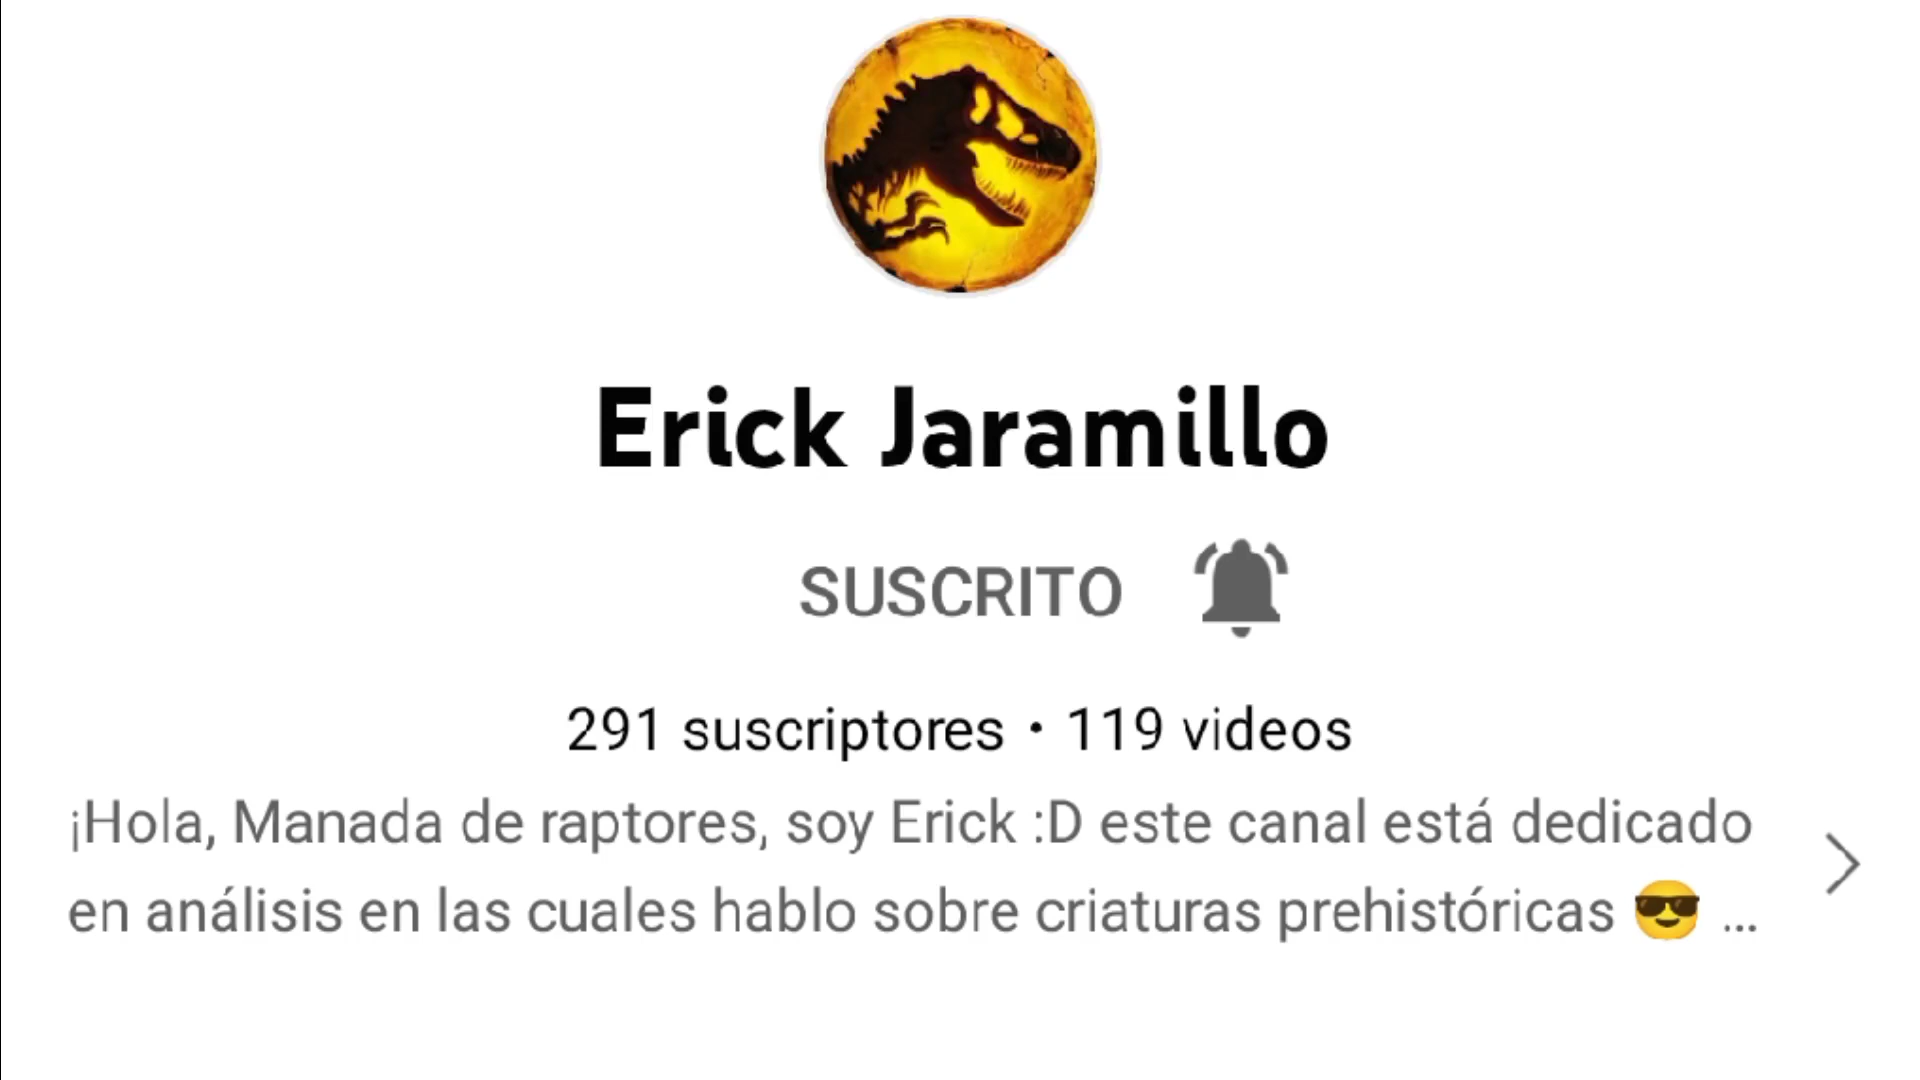 Erick Jaramillo
SUSCRITO
291 suscriptores • 119 videos
¡Hola, Manada de raptores, soy Erick :D este canal está dedicado
en análisis en las cuales hablo sobre criaturas prehistóricas 😎 ...